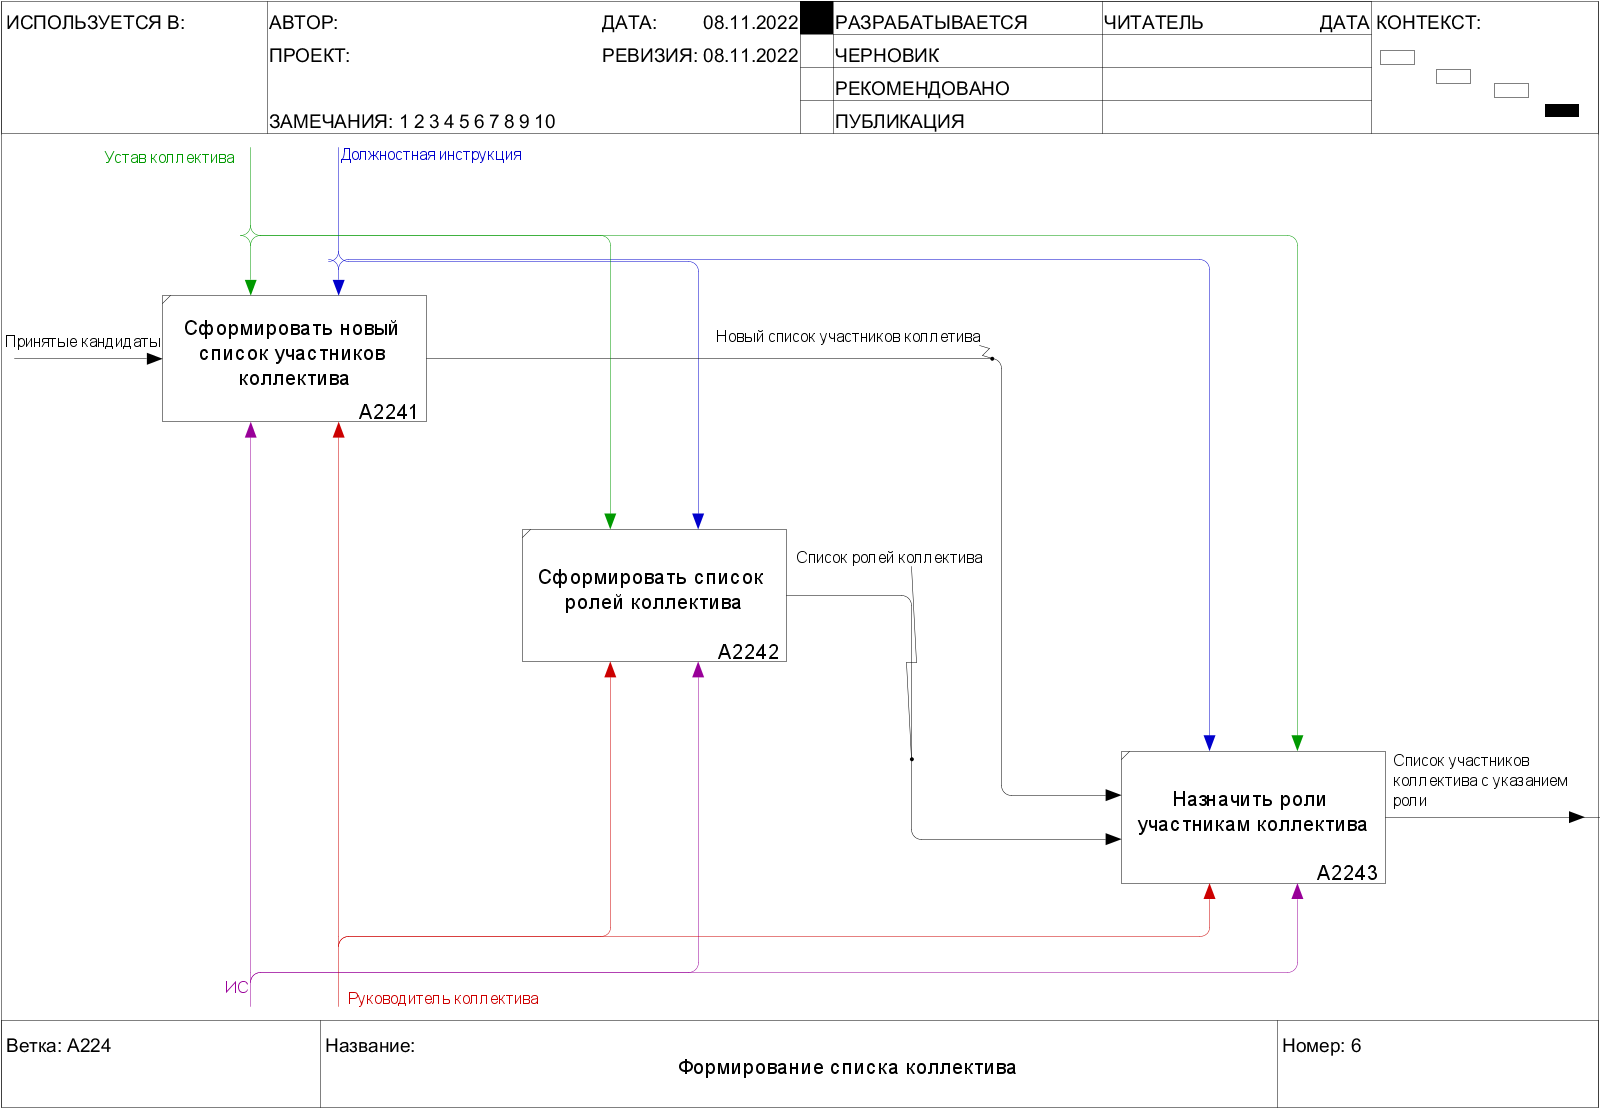 ИСПОЛЬЗУЕТСЯ В:
АВТОР:
ДАТА: 08.11.2022
РАЗРАБАТЫВАЕТСЯ
ЧИТАТЕЛЬ
ДАТА
КОНТЕКСТ:
ПРОЕКТ:
РЕВИЗИЯ: 08.11.2022
ЧЕРНОВИК
РЕКОМЕНДОВАНО
ЗАМЕЧАНИЯ: 1 2 3 4 5 6 7 8 9 10
ПУБЛИКАЦИЯ
Устав коллектива
Должностная инструкция
Принятые кандидаты
Сформировать новый
список участников
коллектива
A2241
Новый список участников коллетива
Сформировать список
ролей коллектива
A2242
Список ролей коллектива
Назначить роли
участникам коллектива
A2243
Список участников
коллектива с указанием
роли
ИС
Руководитель коллектива
Ветка: A224
Название:
Формирование списка коллектива
Номер: 6